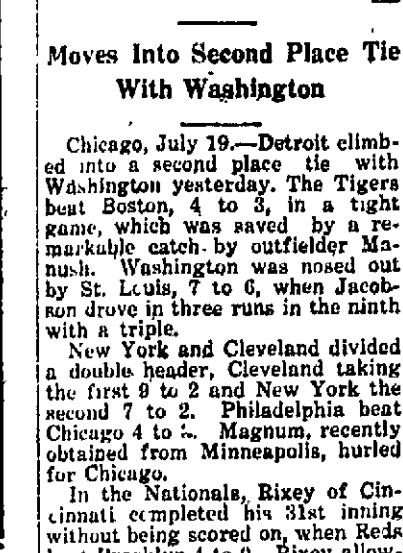 Moves Into Second Place Tie
With Washington
Chicago, July 19.—Detroit climb-
ed into a second place tie with
Washington yesterday. The Tigers
beat Boston, 4 to 3, in a tight
game, which was saved by a re-
markable catch by outfielder Ma-
nush. Washington was nosed out
by St. Louis, 7 to 6, when Jacob-
son drove in three runs in the ninth
with a triple.
New York and Cleveland divided
a double header, Cleveland taking
the first 9 to 2 and New York the
second 7 to 2. Philadelphia beat
Chicago 4 to
Magnum, recently
obtained from Minneapolis, hurled
for Chicago.
In the Nationals, Rixey of Cin-
cinnati completed his 31st inning
without being scored on, when Reds